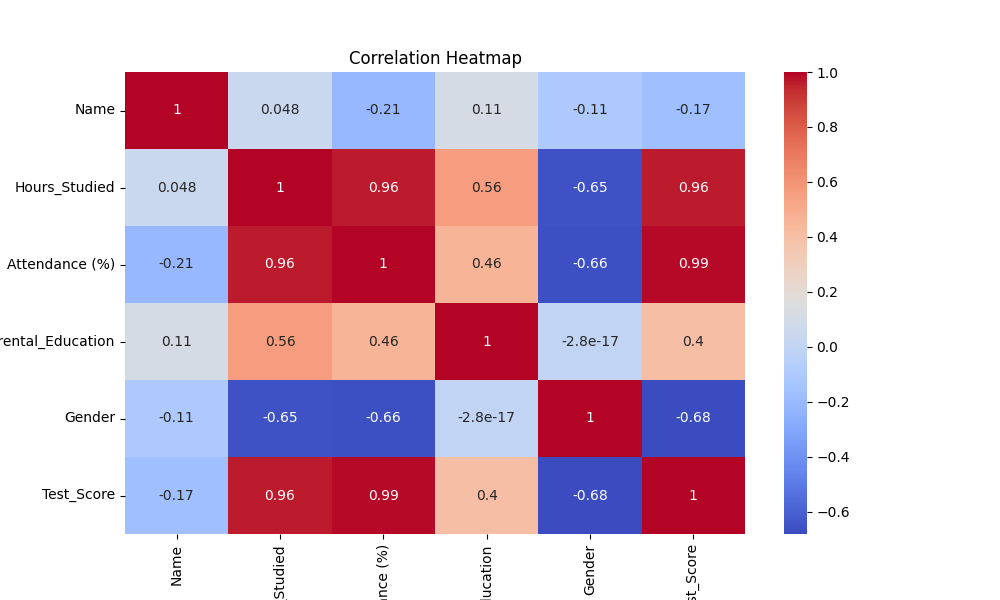 Correlation Heatmap
Name 1 0.048 -0.21 0.11 -0.11 -0.17
Hours_Studied 0.048 1 0.96 0.56 -0.65 0.96
Attendance (%) -0.21 0.96 1 0.46 -0.66 0.99
rental_Education 0.11 0.56 0.46 1 -2.8e-17 0.4
Gender -0.11 -0.65 -0.66 -2.8e-17 1 -0.68
Test_Score -0.17 0.96 0.99 0.4 -0.68 1
Name
_Studied
nce (%)
ucation
Gender
st_Score
1.0
0.8
0.6
0.4
0.2
0.0
−0.2
−0.4
−0.6